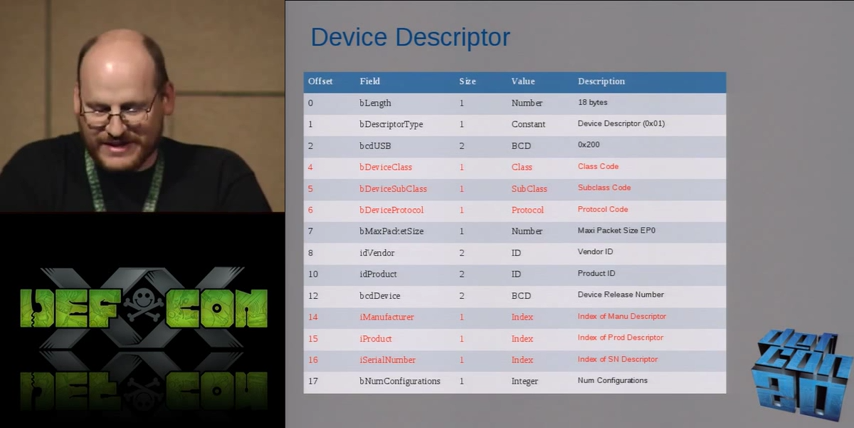 Device Descriptor
Offset Field Size Value Description
0 bLength 1 Number 18 bytes
1 bDescriptorType 1 Constant Device Descriptor (0x01)
2 bcdUSB 2 BCD 0x200
4 bDeviceClass 1 Class Class Code
5 bDeviceSubClass 1 SubClass Subclass Code
6 bDeviceProtocol 1 Protocol Protocol Code
7 bMaxPacketSize 1 Number Maxi Packet Size EP0
8 idVendor 2 ID Vendor ID
10 idProduct 2 ID Product ID
12 bcdDevice 2 BCD Device Release Number
14 iManufacturer 1 Index Index of Manu Descriptor
15 iProduct 1 Index Index of Prod Descriptor
16 iSerialNumber 1 Index Index of SN Descriptor
17 bNumConfigurations 1 Integer Num Configurations
XX
DEF CON
def
con
20